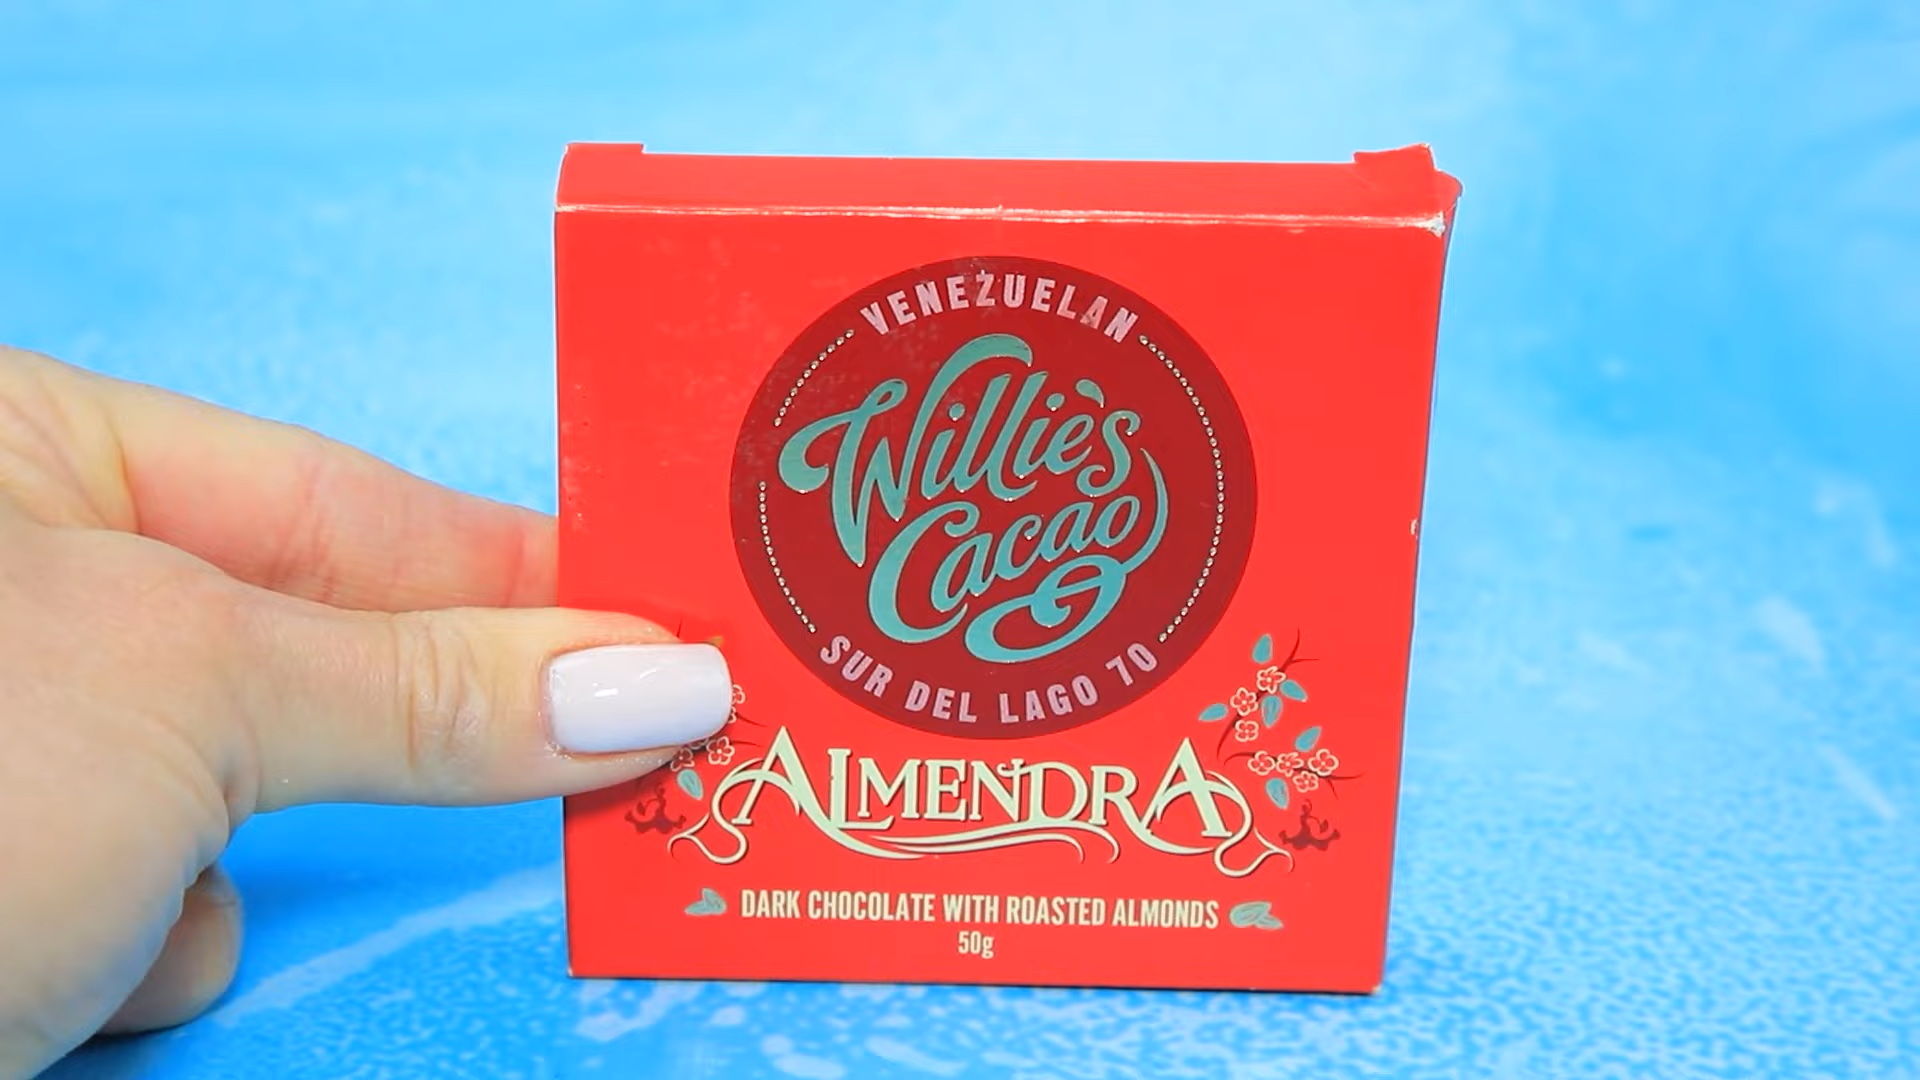 VENEZUELAN
Willie's
Cacao
SUR DEL LAGO 70
ALMENDRA
DARK CHOCOLATE WITH ROASTED ALMONDS
50g